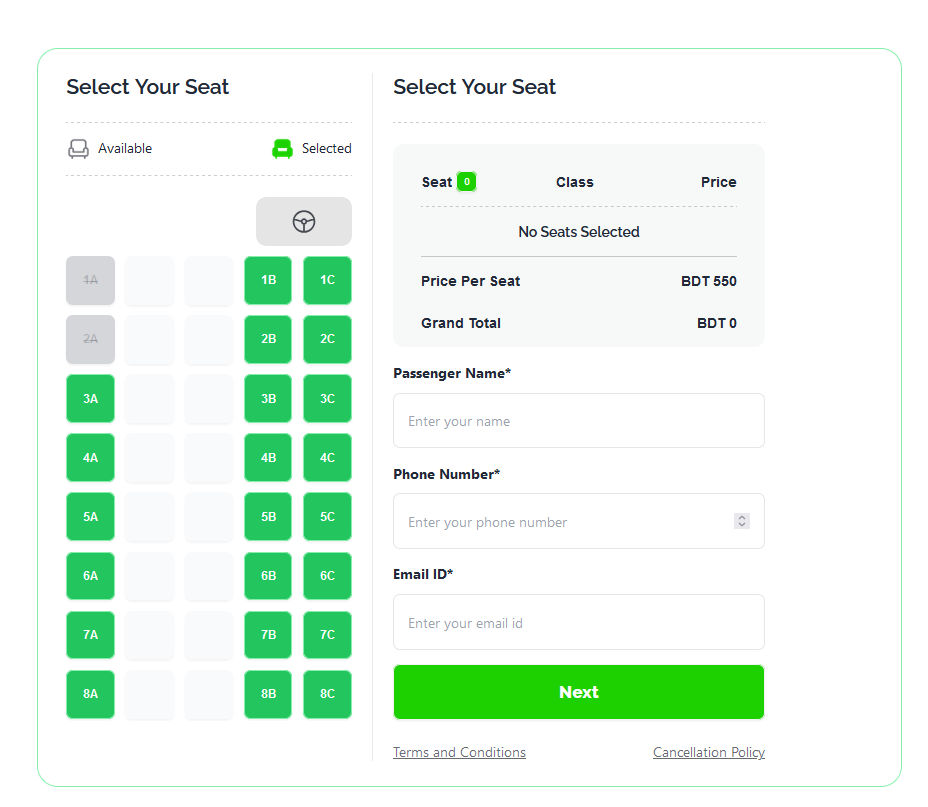 Select Your Seat
Available Selected
1A 1B 1C
2A 2B 2C
3A 3B 3C
4A 4B 4C
5A 5B 5C
6A 6B 6C
7A 7B 7C
8A 8B 8C
Select Your Seat
Seat 0 Class Price
No Seats Selected
Price Per Seat BDT 550
Grand Total BDT 0
Passenger Name*
Enter your name
Phone Number*
Enter your phone number
Email ID*
Enter your email id
Next
Terms and Conditions Cancellation Policy